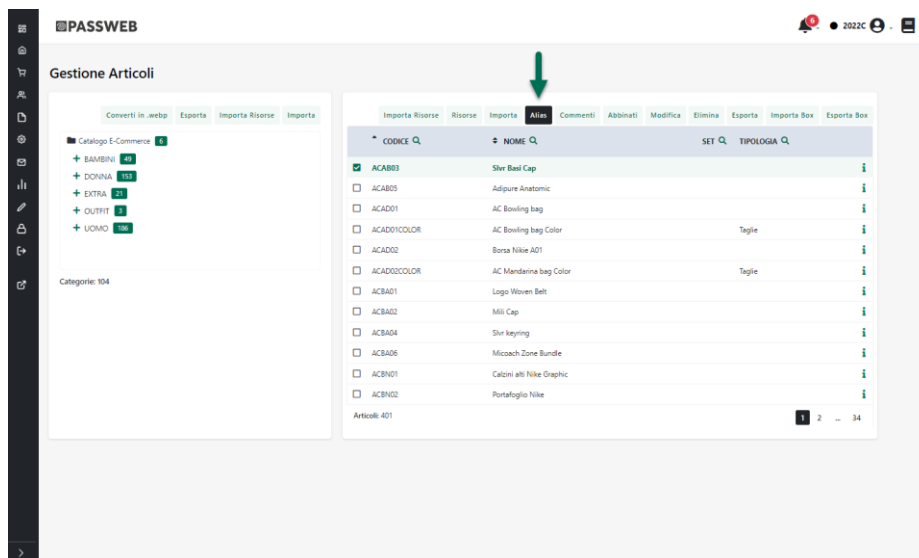 PASSWEB
6
2022C
Gestione Articoli
Converti in .webp Esporta Importa Risorse Importa
Catalogo E-Commerce 6
BAMBINI 49
DONNA 153
EXTRA 21
OUTFIT 3
UOMO 186
Categorie: 104
Importa Risorse Risorse Importa Alias Commenti Abbinati Modifica Elimina Esporta Importa Box Esporta Box
CODICE NOME SET TIPOLOGIA
ACAB03 Slvr Basi Cap
ACAB05 Adipure Anatomic
ACAD01 AC Bowling bag
ACAD01COLOR AC Bowling bag Color Taglie
ACAD02 Borsa Nikie A01
ACAD02COLOR AC Mandarina bag Color Taglie
ACBA01 Logo Woven Belt
ACBA02 Mili Cap
ACBA04 Slvr keyring
ACBA06 Micoach Zone Bundle
ACBN01 Calzini alti Nike Graphic
ACBN02 Portafoglio Nike
Articoli: 401
1 2 ... 34